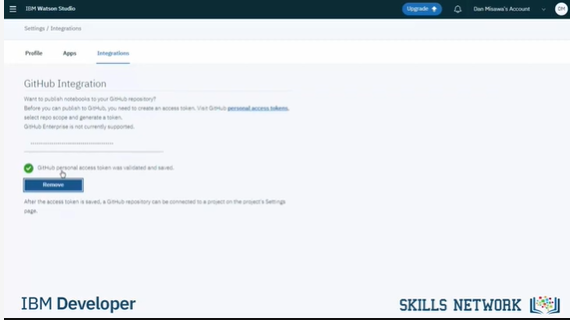 IBM Watson Studio
Upgrade
Dan Misawa's Account
DM
Settings / Integrations
Profile
Apps
Integrations
GitHub Integration
Want to publish notebooks to your GitHub repository?
Before you can publish to GitHub, you need to create an access token. Visit GitHub personal access tokens,
select repo scope and generate a token.
GitHub Enterprise is not currently supported.
GitHub personal access token was validated and saved.
Remove
After the access token is saved, a GitHub repository can be connected to a project on the project's Settings
page.
IBM Developer
SKILLS NETWORK